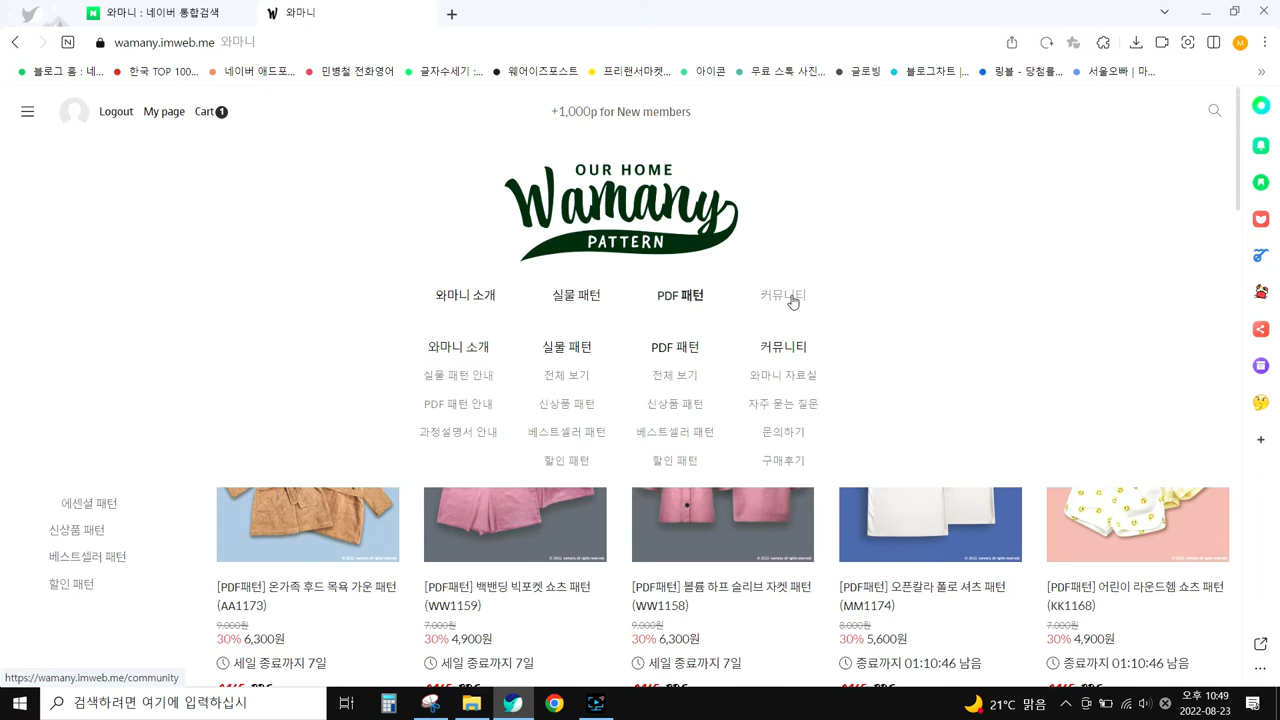 와마니 : 네이버 통합검색
와마니
wamany.imweb.me 와마니
블로그 홈 : 네...
한국 TOP 100...
네이버 애드포...
민병철 전화영어
글자수세기 :...
웨어이즈포스트
프리랜서마켓...
아이콘
무료 스톡 사진...
글로빙
블로그차트 |...
링블 - 당첨률...
서울오빠 | 마...
Logout My page Cart 1
+1,000p for New members
OUR HOME
Wamany
PATTERN
와마니 소개 실물 패턴 PDF 패턴 커뮤니티
와마니 소개 실물 패턴 PDF 패턴 커뮤니티
실물 패턴 안내 전체 보기 전체 보기 와마니 자료실
PDF 패턴 안내 신상품 패턴 신상품 패턴 자주 묻는 질문
과정설명서 안내 베스트셀러 패턴 베스트셀러 패턴 문의하기
할인 패턴 할인 패턴 구매후기
에센셜 패턴
신상품 패턴
베스트셀러 패턴
할인 패턴
[PDF패턴] 온가족 후드 목욕 가운 패턴
(AA1173)
9,000원
30% 6,300원
세일 종료까지 7일
[PDF패턴] 백밴딩 빅포켓 쇼츠 패턴
(WW1159)
7,000원
30% 4,900원
세일 종료까지 7일
[PDF패턴] 볼륨 하프 슬리브 자켓 패턴
(WW1158)
9,000원
30% 6,300원
세일 종료까지 7일
[PDF패턴] 오픈칼라 폴로 셔츠 패턴
(MM1174)
8,000원
30% 5,600원
종료까지 01:10:46 남음
[PDF패턴] 어린이 라운드헴 쇼츠 패턴
(KK1168)
7,000원
30% 4,900원
종료까지 01:10:46 남음
https://wamany.imweb.me/community
검색하려면 여기에 입력하십시
21°C 맑음
오후 10:49
2022-08-23